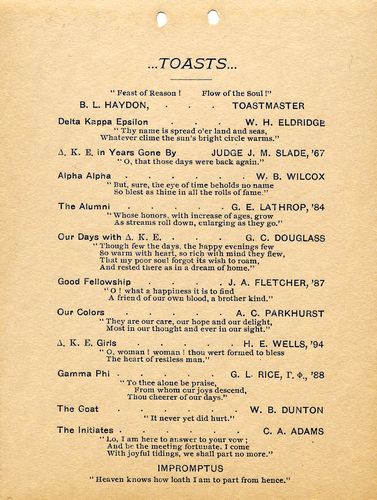 ...TOASTS...
"Feast of Reason! Flow of the Soul!"
B. L. HAYDON, . . TOASTMASTER
Delta Kappa Epsilon . . W. H. ELDRIDGE
"Thy name is spread o'er land and seas,
Whatever clime the sun's bright circle warms."
Δ. K. E. in Years Gone By JUDGE J. M. SLADE, '67
"O, that those days were back again."
Alpha Alpha . . . . W. B. WILCOX
"But, sure, the eye of time beholds no name
So blest as thine in all the rolls of fame."
The Alumni . . . G. E. LATHROP, '84
"Whose honors, with increase of ages, grow
As streams roll down, enlarging as they go."
Our Days with Δ. K. E. . . G. C. DOUGLASS
"Though few the days, the happy evenings few
So warm with heart, so rich with mind they flew,
That my poor soul forgot its wish to roam,
And rested there as in a dream of home."
Good Fellowship . . J. A. FLETCHER, '87
"O! what a happiness it is to find
A friend of our own blood, a brother kind."
Our Colors . . . A. C. PARKHURST
"They are our care, our hope and our delight,
Most in our thought and ever in our sight."
Δ. K. E. Girls . . . H. E. WELLS, '94
"O, woman! woman! thou wert formed to bless
The heart of restless man."
Gamma Phi . . . G. L. RICE, Γ. Φ., '88
"To thee alone be praise,
From whom our joys descend,
Thou cheerer of our days."
The Goat . . . . W. B. DUNTON
"It never yet did hurt."
The Initiates . . . . C. A. ADAMS
"Lo, I am here to answer to your vow;
And be the meeting fortunate. I come
With joyful tidings, we shall part no more."
IMPROMPTUS
"Heaven knows how loath I am to part from hence."